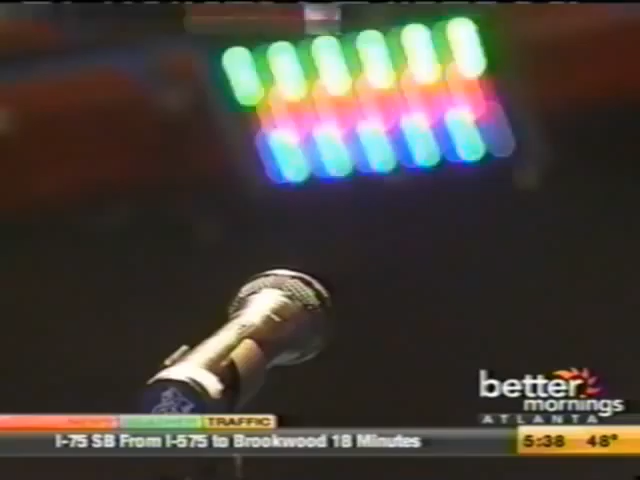 better
mornings
ATLANTA
TRAFFIC
I-75 SB From I-575 to Brookwood 18 Minutes
5:38 48°